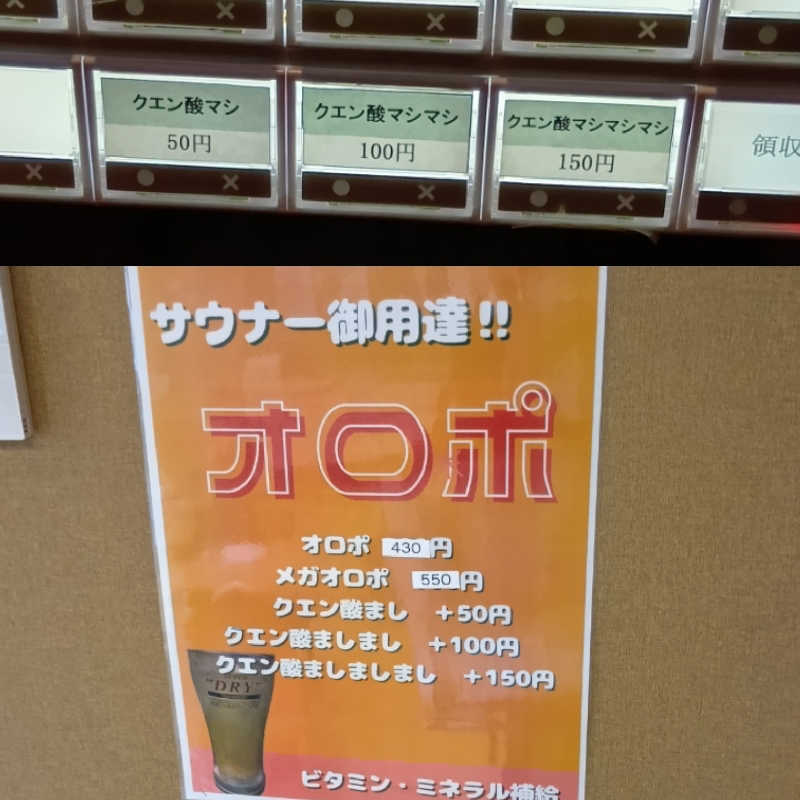 クエン酸マシ
50円
クエン酸マシマシ
100円
クエン酸マシマシマシ
150円
領収
サウナー御用達!!
オロポ
オロポ 430円
メガオロポ 550円
クエン酸まし +50円
クエン酸ましまし +100円
クエン酸ましましまし +150円
"DRY"
ビタミン・ミネラル補給